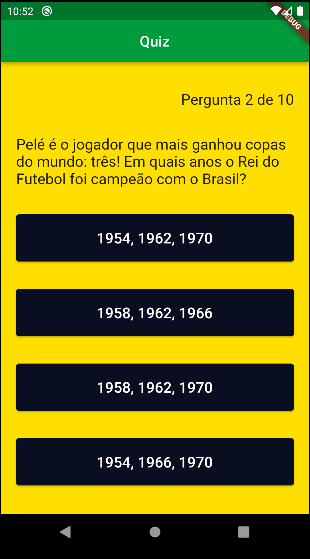 10:52
DEBUG
Quiz
Pergunta 2 de 10
Pelé é o jogador que mais ganhou copas
do mundo: três! Em quais anos o Rei do
Futebol foi campeão com o Brasil?
1954, 1962, 1970
1958, 1962, 1966
1958, 1962, 1970
1954, 1966, 1970